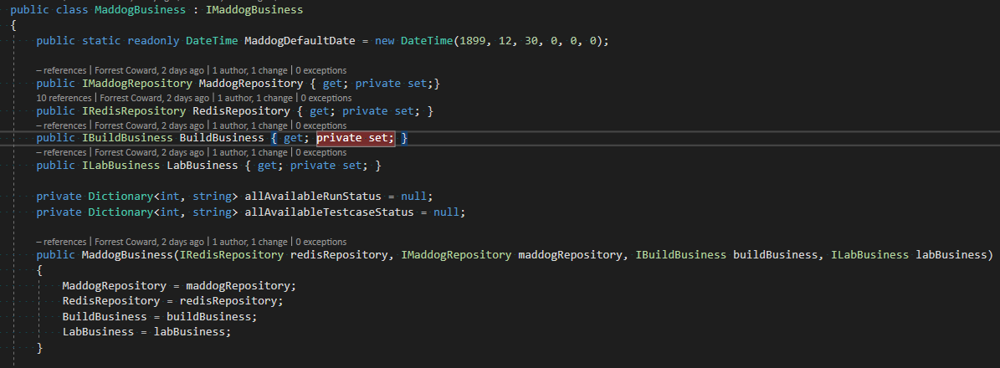 public class MaddogBusiness : IMaddogBusiness
{
public static readonly DateTime MaddogDefaultDate = new DateTime(1899, 12, 30, 0, 0, 0);
– references | Forrest Coward, 2 days ago | 1 author, 1 change | 0 exceptions
public IMaddogRepository MaddogRepository { get; private set;}
10 references | Forrest Coward, 2 days ago | 1 author, 1 change | 0 exceptions
public IRedisRepository RedisRepository { get; private set; }
– references | Forrest Coward, 2 days ago | 1 author, 1 change | 0 exceptions
public IBuildBusiness BuildBusiness { get; private set; }
– references | Forrest Coward, 2 days ago | 1 author, 1 change | 0 exceptions
public ILabBusiness LabBusiness { get; private set; }
private Dictionary<int, string> allAvailableRunStatus = null;
private Dictionary<int, string> allAvailableTestcaseStatus = null;
– references | Forrest Coward, 2 days ago | 1 author, 1 change | 0 exceptions
public MaddogBusiness(IRedisRepository redisRepository, IMaddogRepository maddogRepository, IBuildBusiness buildBusiness, ILabBusiness labBusiness)
{
MaddogRepository = maddogRepository;
RedisRepository = redisRepository;
BuildBusiness = buildBusiness;
LabBusiness = labBusiness;
}